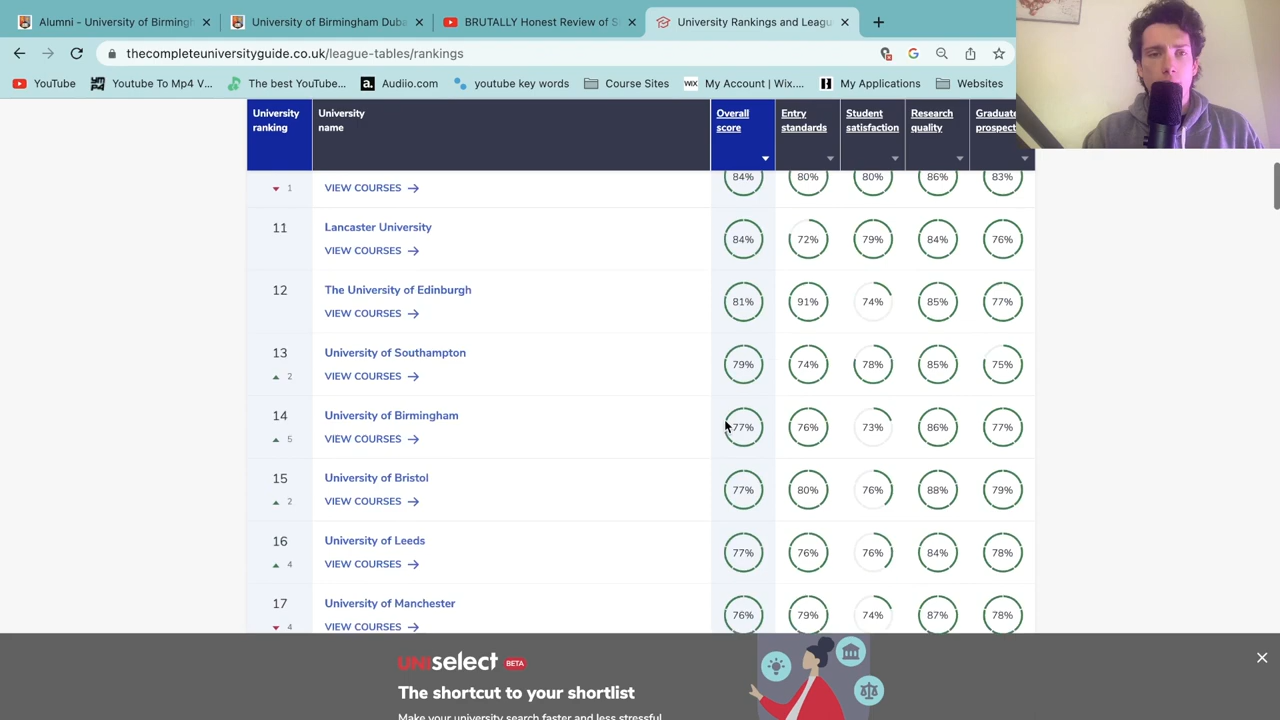 Alumni - University of Birmingh
University of Birmingham Duba
BRUTALLY Honest Review of S
University Rankings and Leagu
thecompleteuniversityguide.co.uk/league-tables/rankings
YouTube
Youtube To Mp4 V...
The best YouTube...
Audiio.com
youtube key words
Course Sites
WIX
My Account | Wix....
My Applications
Websites
University ranking
University name
Overall score
Entry standards
Student satisfaction
Research quality
Graduate prospect
1
VIEW COURSES
84% 80% 80% 86% 83%
11 Lancaster University
VIEW COURSES
84% 72% 79% 84% 76%
12 The University of Edinburgh
VIEW COURSES
81% 91% 74% 85% 77%
13 University of Southampton
2 VIEW COURSES
79% 74% 78% 85% 75%
14 University of Birmingham
5 VIEW COURSES
77% 76% 73% 86% 77%
15 University of Bristol
2 VIEW COURSES
77% 80% 76% 88% 79%
16 University of Leeds
4 VIEW COURSES
77% 76% 76% 84% 78%
17 University of Manchester
4 VIEW COURSES
76% 79% 74% 87% 78%
UNIselect BETA
The shortcut to your shortlist
Make your university search faster and less stressful